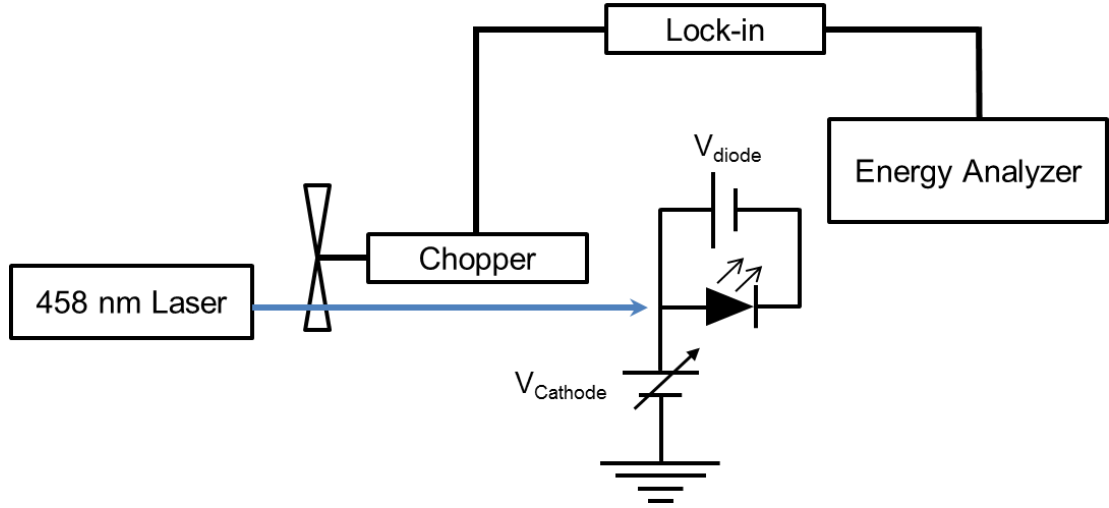 Lock-in
V_diode
Energy Analyzer
Chopper
458 nm Laser
V_Cathode